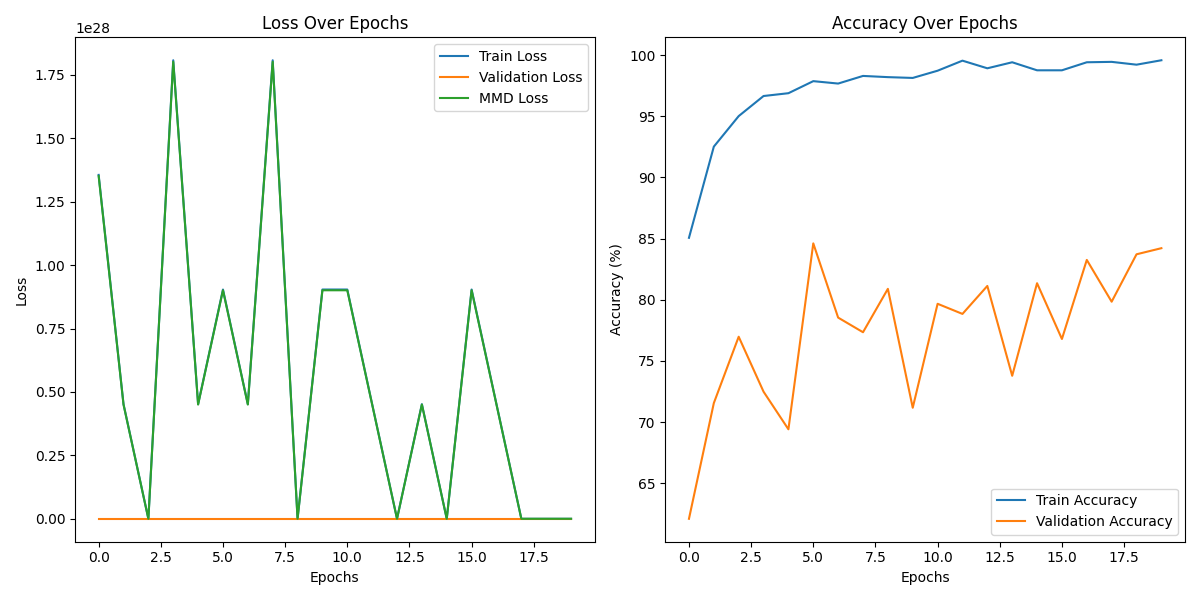 Loss Over Epochs
1e28
1.75
1.50
1.25
1.00
0.75
0.50
0.25
0.00
Loss
Train Loss
Validation Loss
MMD Loss
0.0 2.5 5.0 7.5 10.0 12.5 15.0 17.5
Epochs
Accuracy Over Epochs
100
95
90
85
80
75
70
65
Accuracy (%)
Train Accuracy
Validation Accuracy
0.0 2.5 5.0 7.5 10.0 12.5 15.0 17.5
Epochs